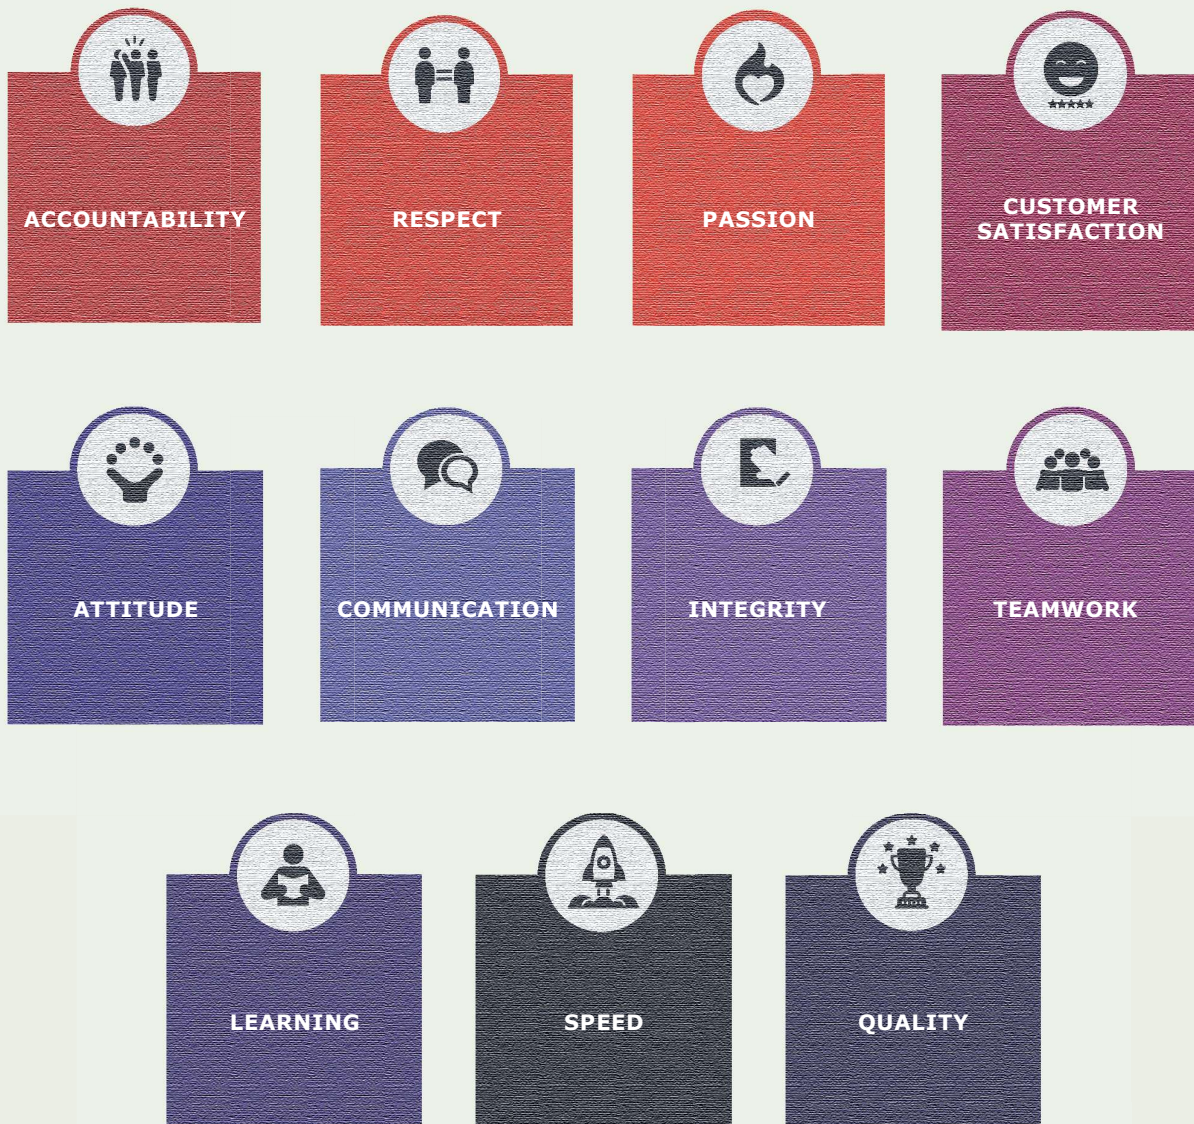 ACCOUNTABILITY
RESPECT
PASSION
CUSTOMER
SATISFACTION
ATTITUDE
COMMUNICATION
INTEGRITY
TEAMWORK
LEARNING
SPEED
QUALITY